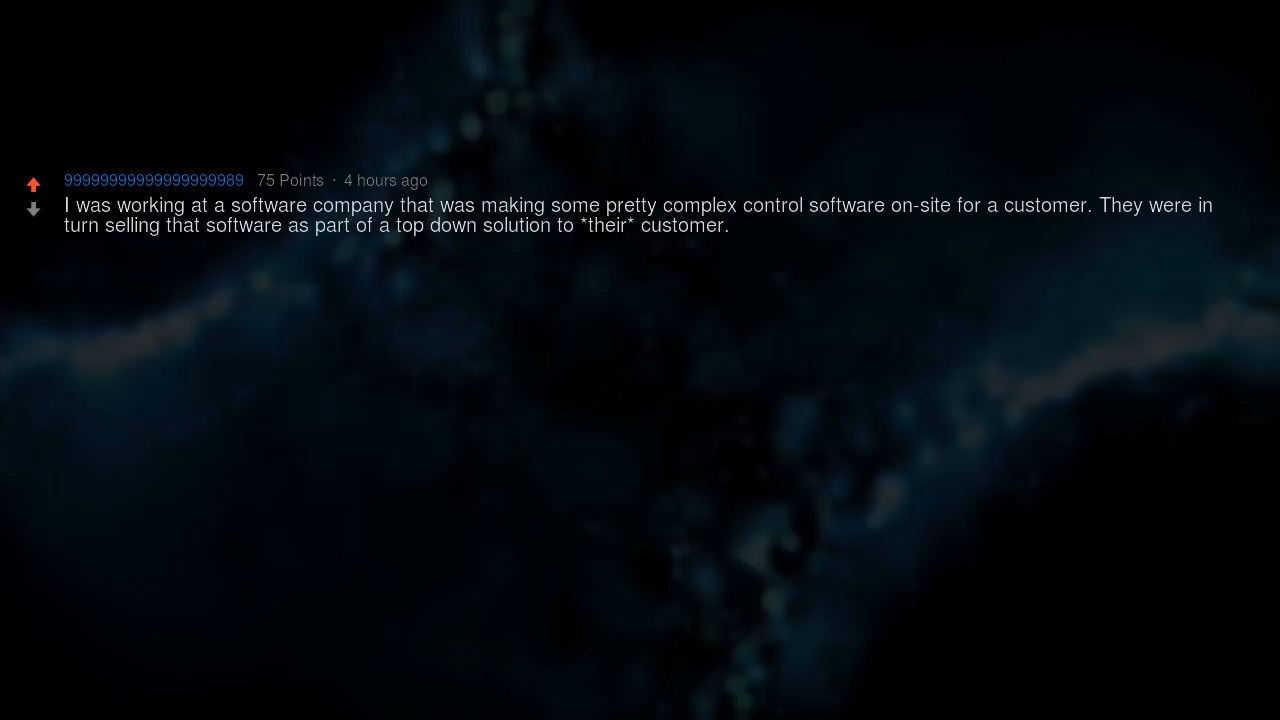 99999999999999999989 75 Points · 4 hours ago
I was working at a software company that was making some pretty complex control software on-site for a customer. They were in
turn selling that software as part of a top down solution to *their* customer.